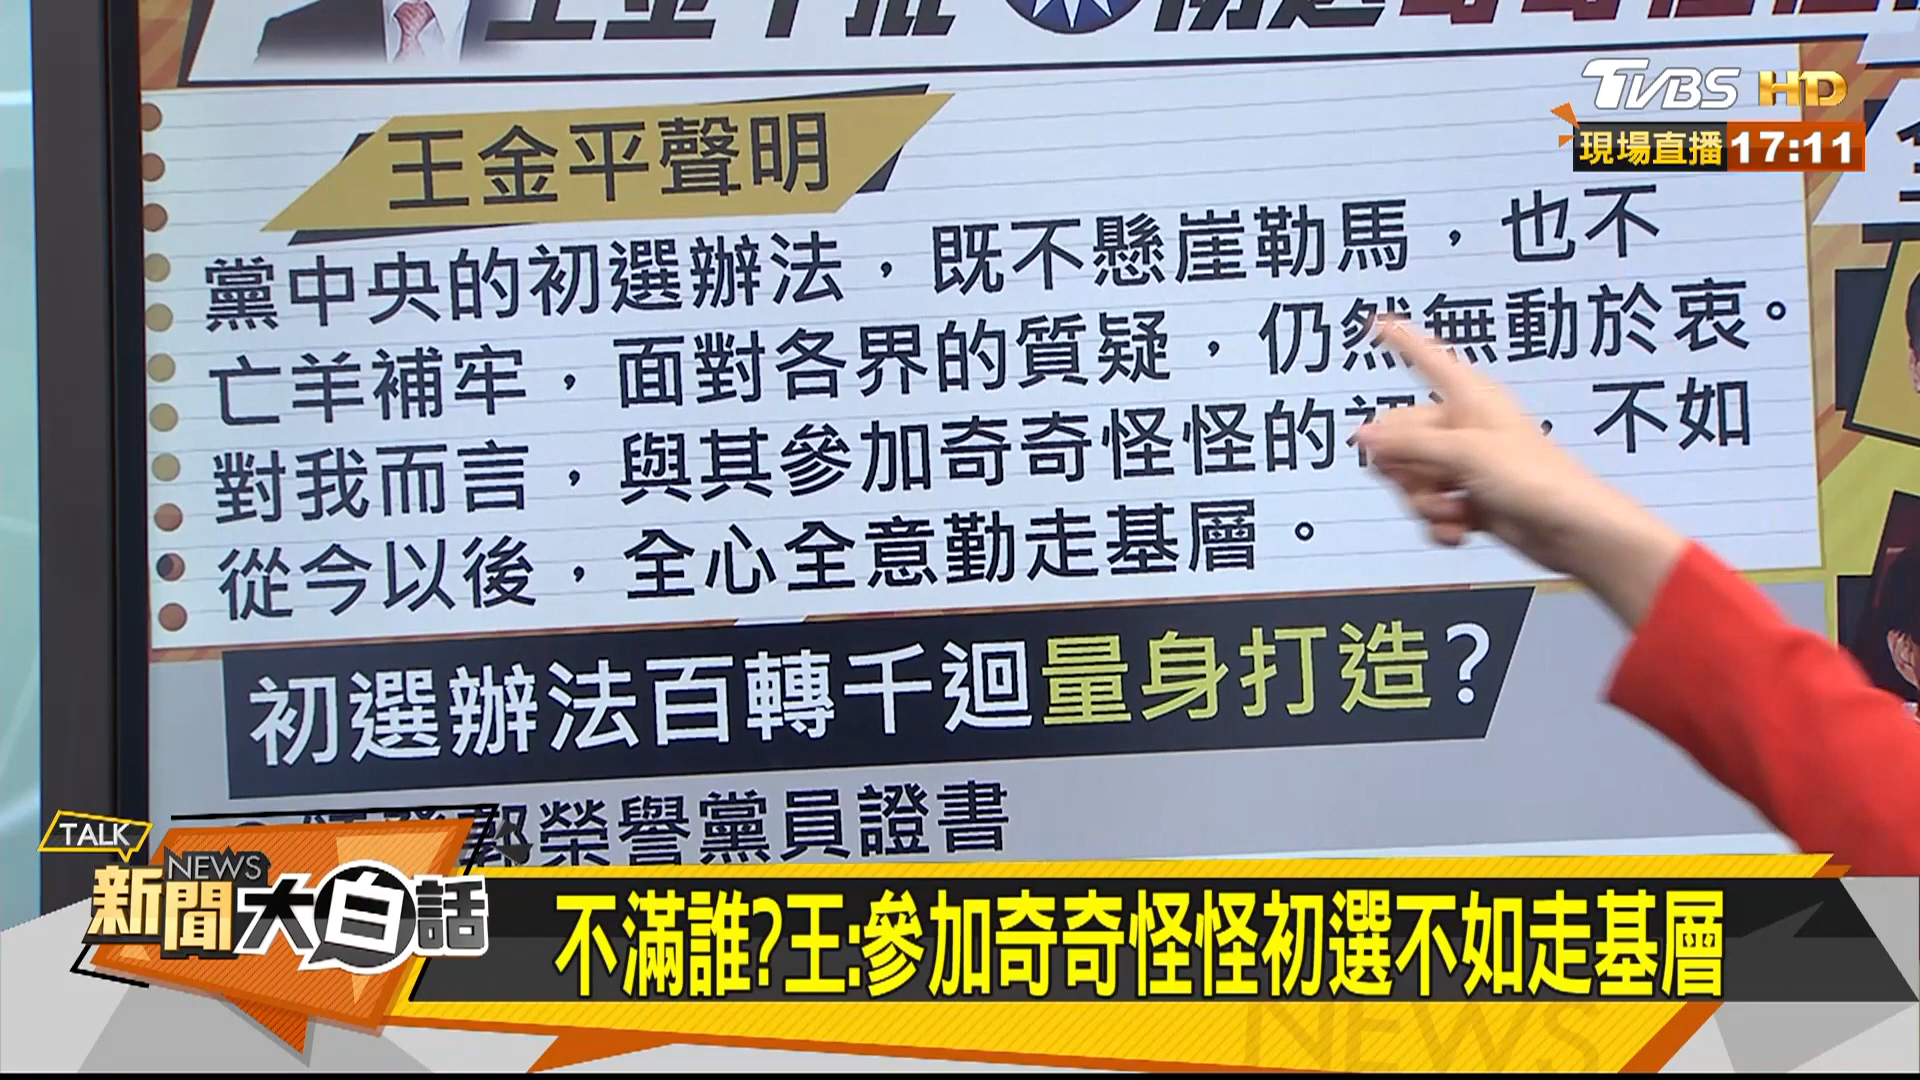 TVBS HD
現場直播 17:11
王金平聲明
黨中央的初選辦法，既不懸崖勒馬，也不
亡羊補牢，面對各界的質疑，仍然無動於衷。
對我而言，與其參加奇奇怪怪的初，不如
從今以後，全心全意勤走基層。
初選辦法百轉千迴量身打造?
郭榮譽黨員證書
TALK
NEWS
新聞大白話
不滿誰?王:參加奇奇怪怪初選不如走基層
NEWS